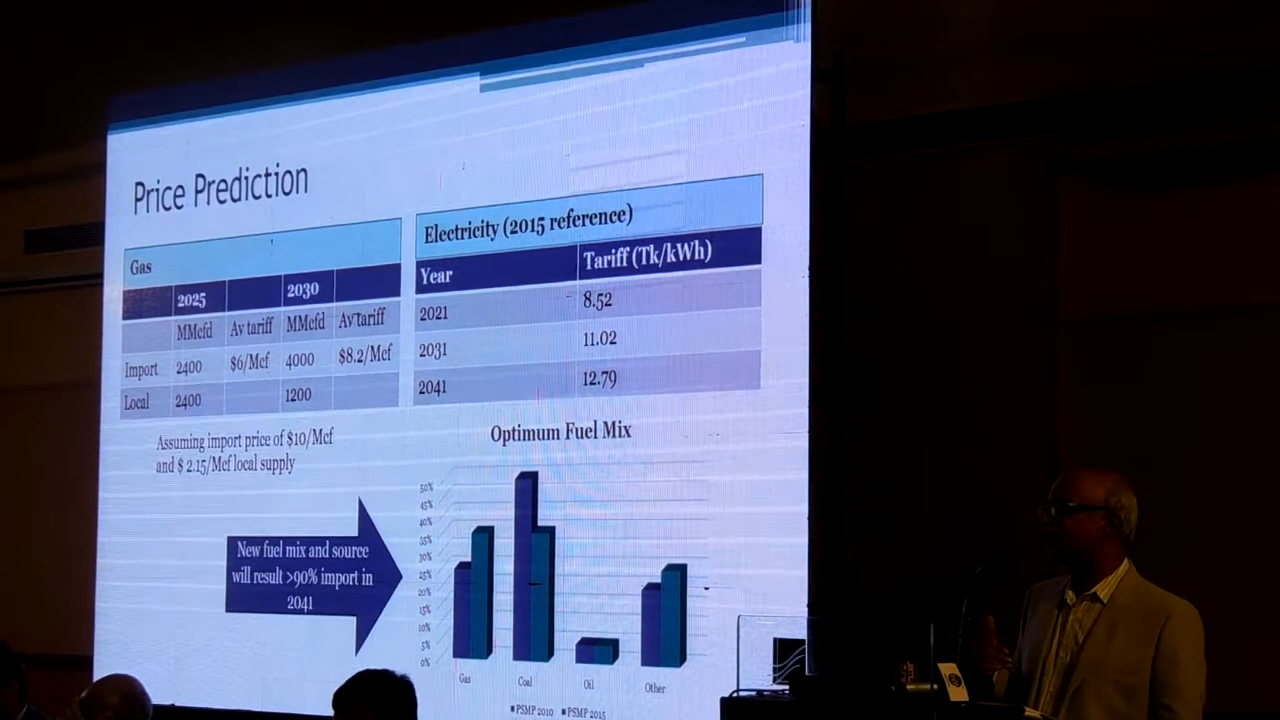 Price Prediction
Gas
2025 2030
MMcfd Av tariff MMcfd Av tariff
Import 2400 $6/Mcf 4000 $8.2/Mcf
Local 2400 1200
Assuming import price of $10/Mcf
and $ 2.15/Mcf local supply
Electricity (2015 reference)
Year Tariff (Tk/kWh)
2021 8.52
2031 11.02
2041 12.79
New fuel mix and source
will result >90% import in
2041
Optimum Fuel Mix
50%
45%
40%
35%
30%
25%
20%
15%
10%
5%
0%
Gas Coal Oil Other
PSMP 2010 PSMP 2015